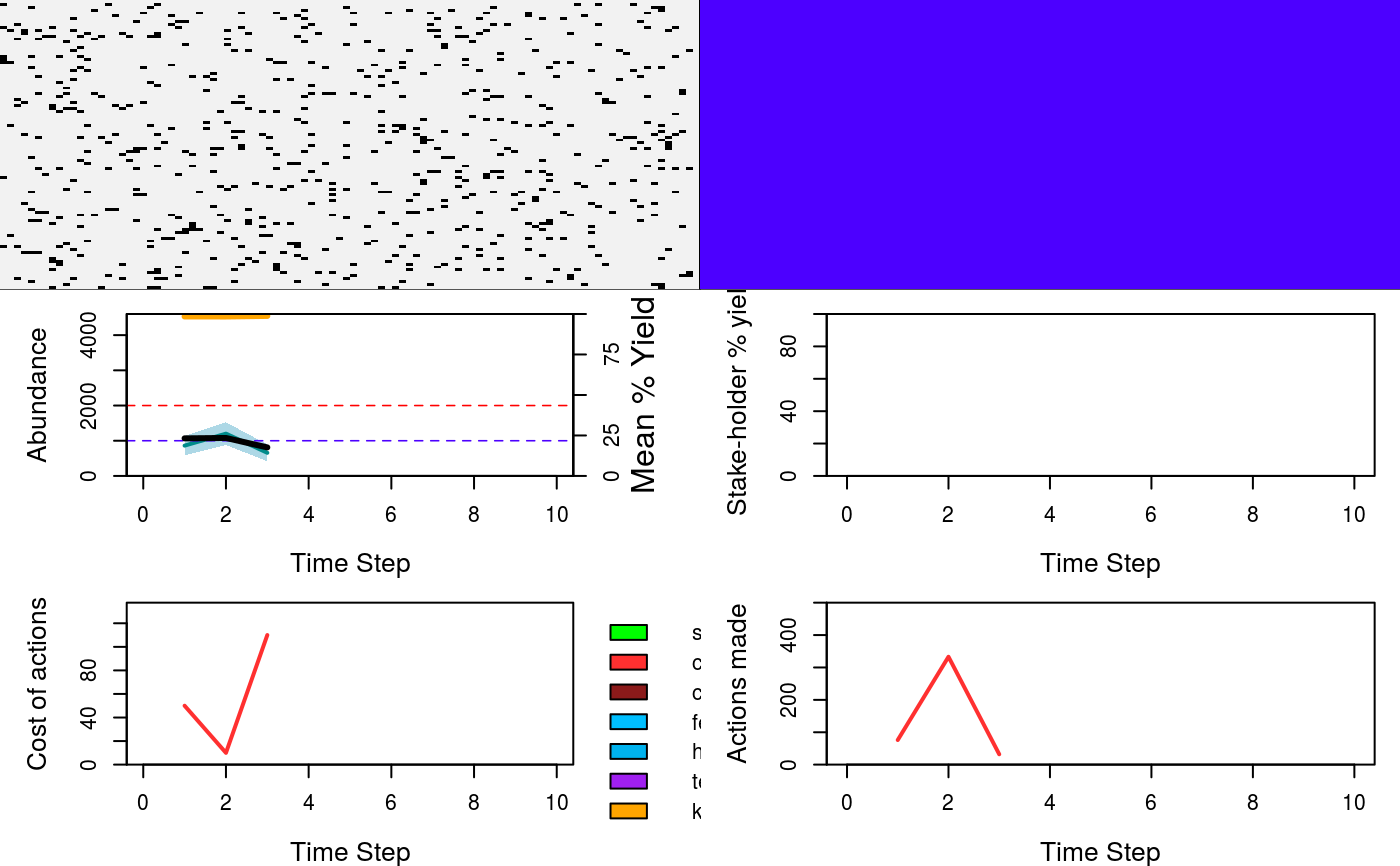 Abundance
0 2000 4000
0 25 75
Mean % Yield
0 2 4 6 8 10
Time Step
Stake-holder % yiel
0 40 80
0 2 4 6 8 10
Time Step
Cost of actions
0 40 80
0 2 4 6 8 10
Time Step
s
c
c
fe
h
te
k
Actions made
0 200 400
0 2 4 6 8 10
Time Step